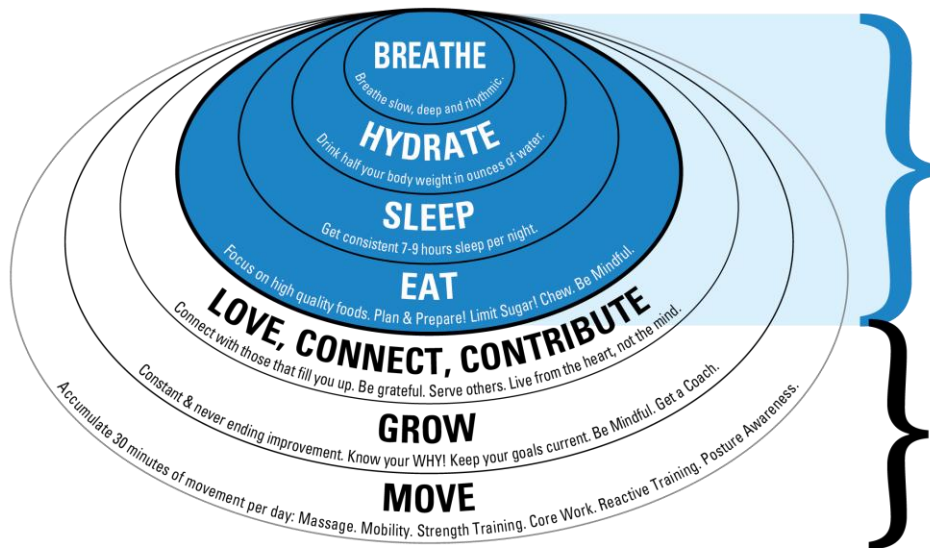 BREATHE
Breathe slow, deep and rhythmic.
HYDRATE
Drink half your body weight in ounces of water.
SLEEP
Get consistent 7-9 hours sleep per night.
EAT
Focus on high quality foods. Plan & Prepare! Limit Sugar! Chew. Be Mindful.
LOVE, CONNECT, CONTRIBUTE
Connect with those that fill you up. Be grateful. Serve others. Live from the heart, not the mind.
GROW
Constant & never ending improvement. Know your WHY! Keep your goals current. Be Mindful. Get a Coach.
MOVE
Accumulate 30 minutes of movement per day: Massage. Mobility. Strength Training. Core Work. Reactive Training. Posture Awareness.